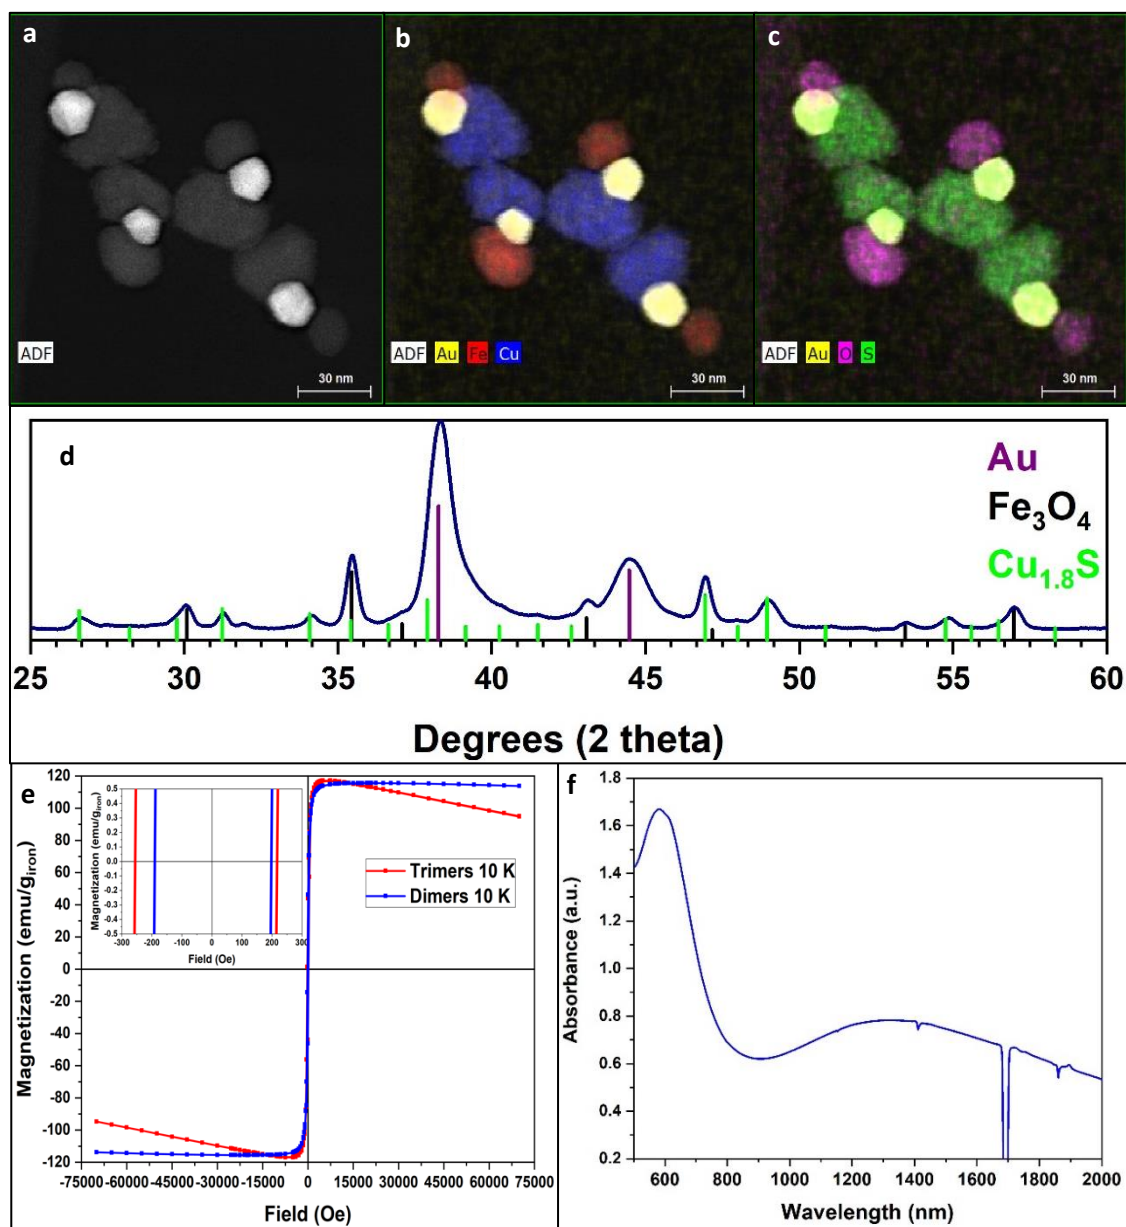 a
b
c
ADF
30 nm
ADF Au Fe Cu
30 nm
ADF Au O S
30 nm
d
Au
Fe3O4
Cu1.8S
25 30 35 40 45 50 55 60
Degrees (2 theta)
e
120
100
80
60
40
20
0
-20
-40
-60
-80
-100
-120
Magnetization (emu/giron)
0.5
0.4
0.3
0.2
0.1
0.0
-0.1
-0.2
-0.3
-0.4
-0.5
Magnetization (emu/giron)
-300 -200 -100 0 100 200 300
Field (Oe)
Trimers 10 K
Dimers 10 K
-75000 -60000 -45000 -30000 -15000 0 15000 30000 45000 60000 75000
Field (Oe)
f
1.8
1.6
1.4
1.2
1.0
0.8
0.6
0.4
0.2
Absorbance (a.u.)
600 800 1000 1200 1400 1600 1800 2000
Wavelength (nm)